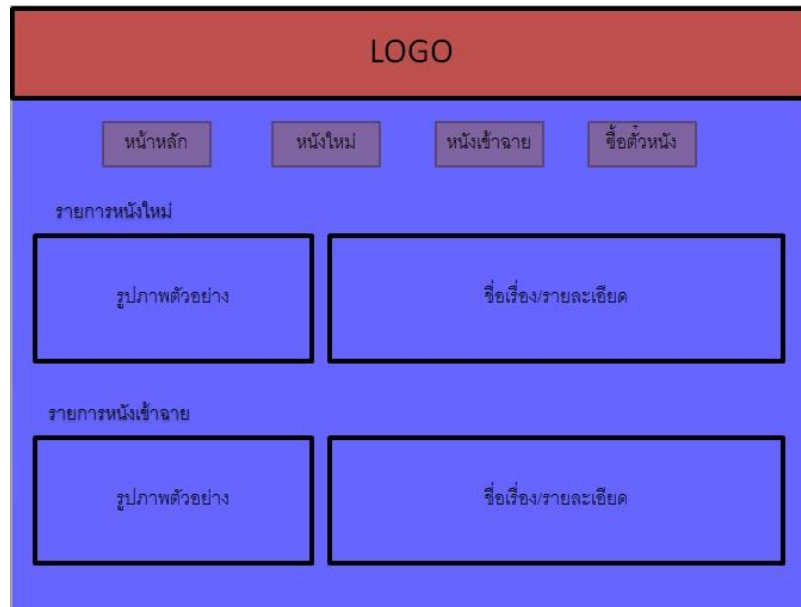 LOGO
หน้าหลัก หนังใหม่ หนังเข้าฉาย ซื้อตั๋วหนัง
รายการหนังใหม่
รูปภาพตัวอย่าง ชื่อเรื่อง/รายละเอียด
รายการหนังเข้าฉาย
รูปภาพตัวอย่าง ชื่อเรื่อง/รายละเอียด